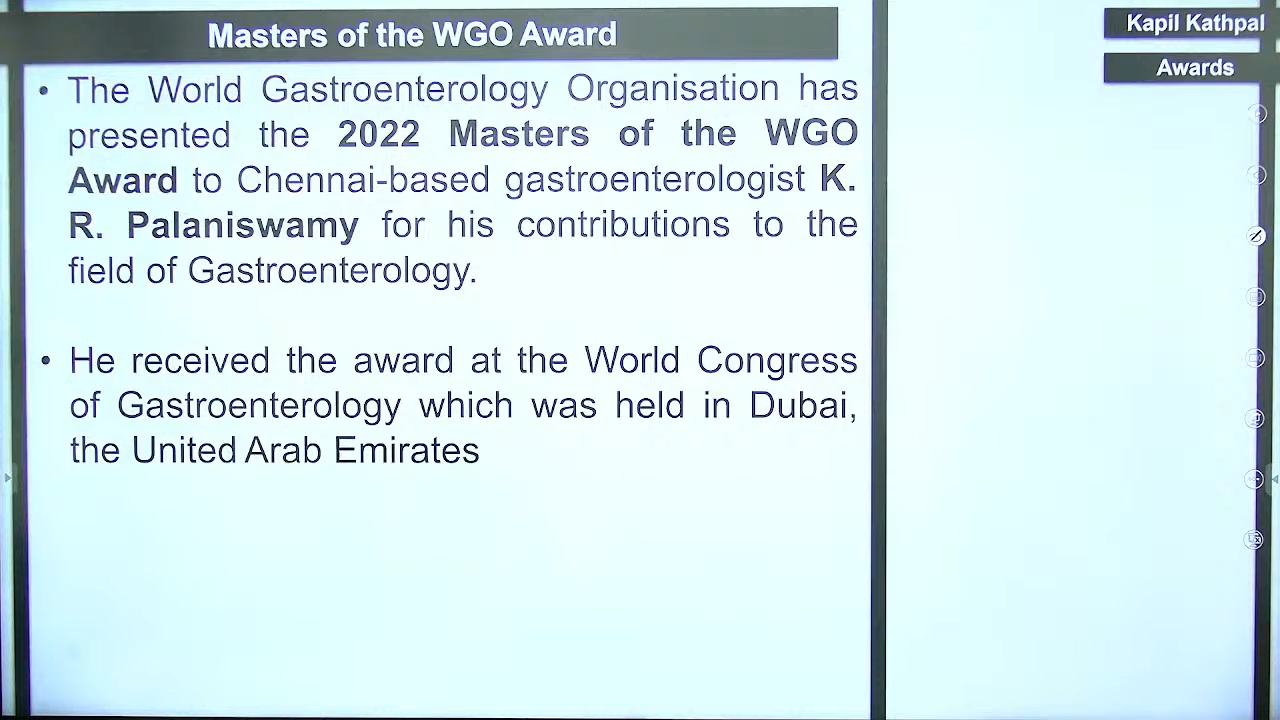 Masters of the WGO Award
Kapil Kathpal
Awards
• The World Gastroenterology Organisation has
presented the 2022 Masters of the WGO
Award to Chennai-based gastroenterologist K.
R. Palaniswamy for his contributions to the
field of Gastroenterology.
• He received the award at the World Congress
of Gastroenterology which was held in Dubai,
the United Arab Emirates